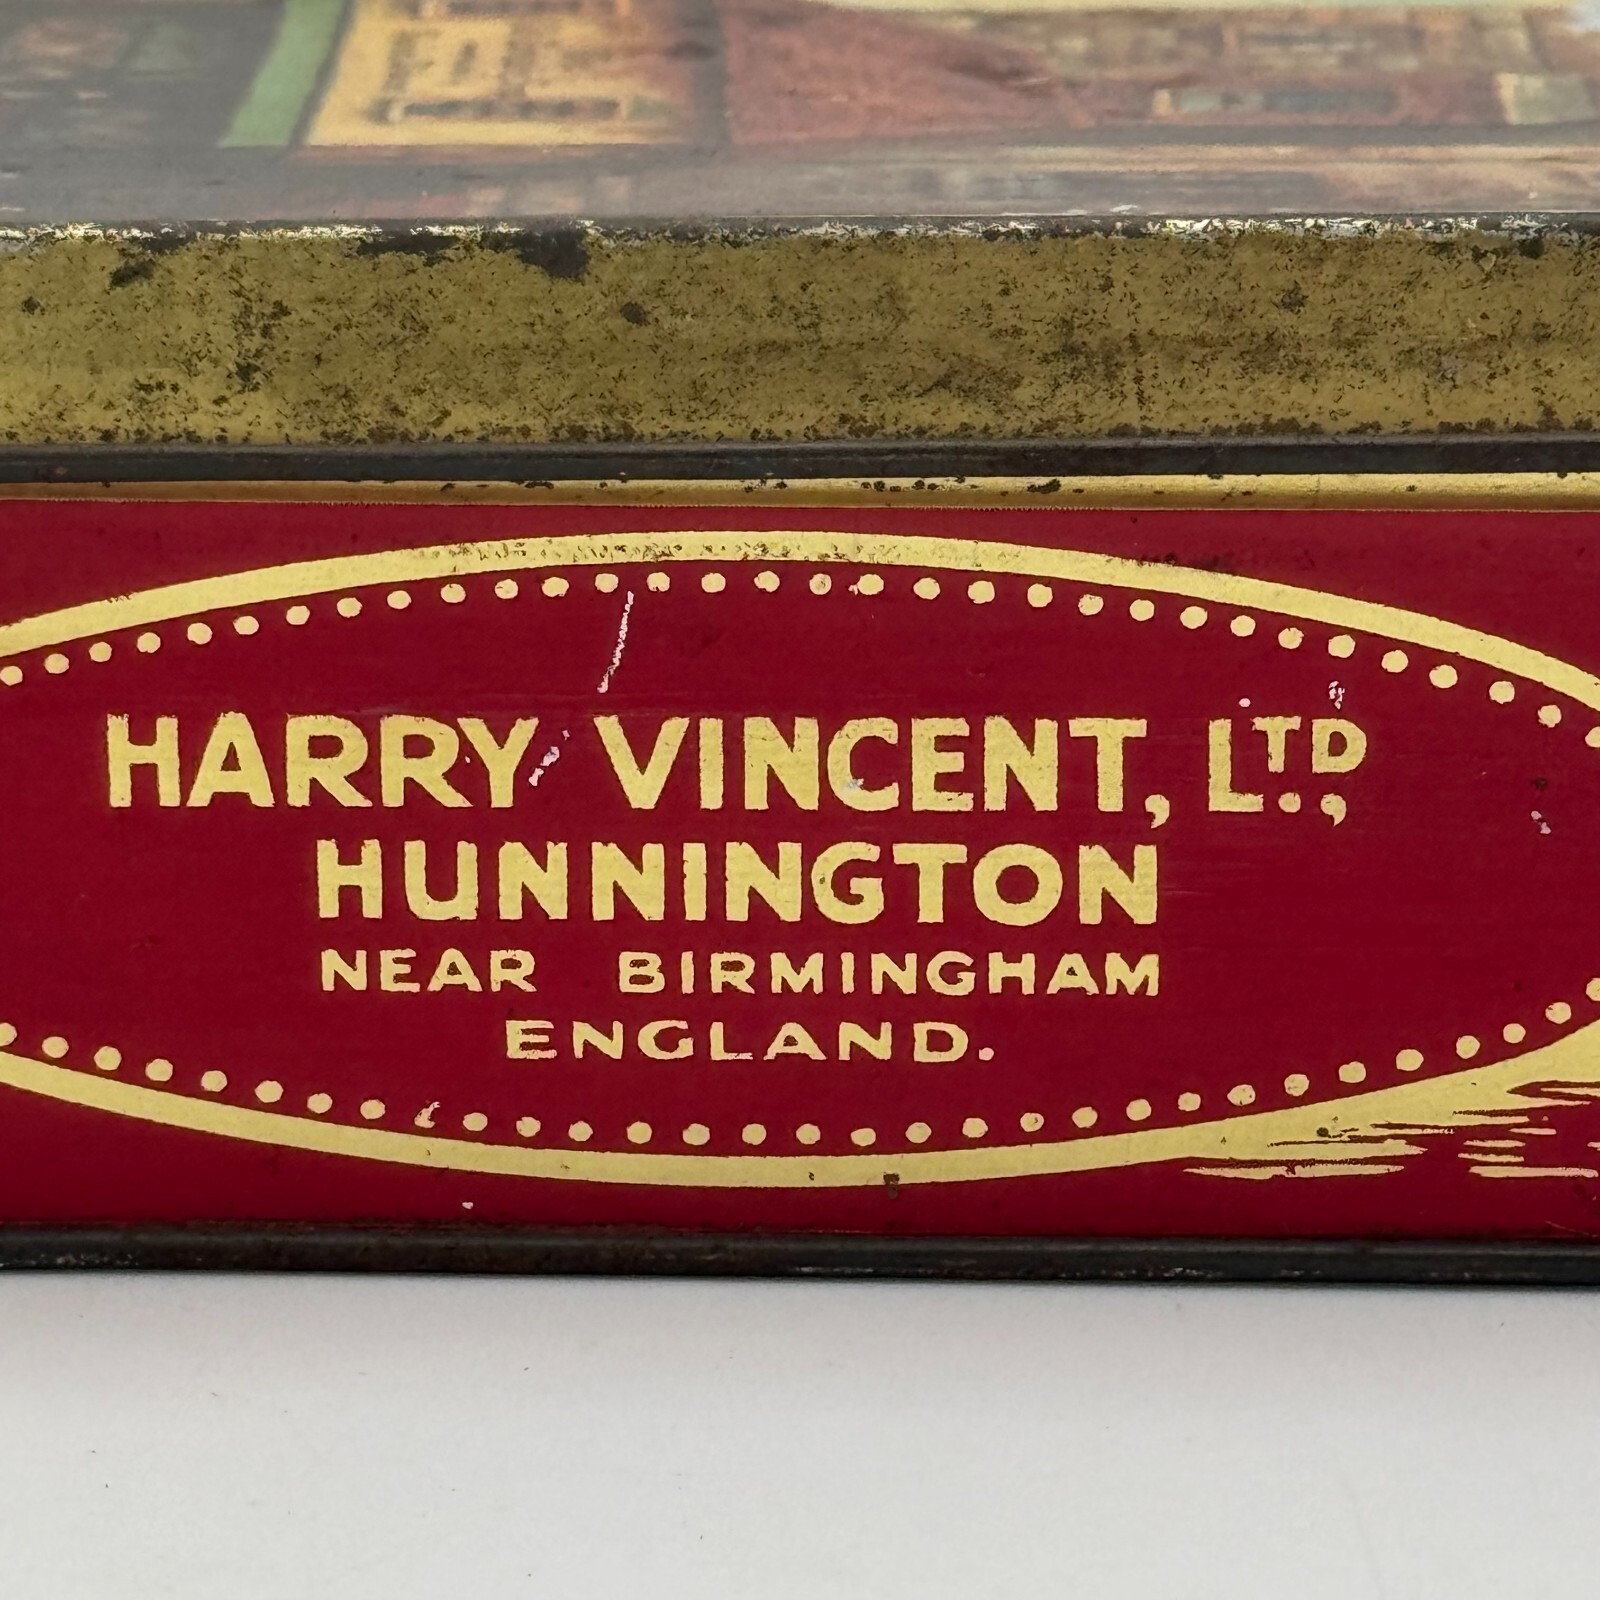 HARRY VINCENT, LTD.,
HUNNINGTON
NEAR BIRMINGHAM
ENGLAND.